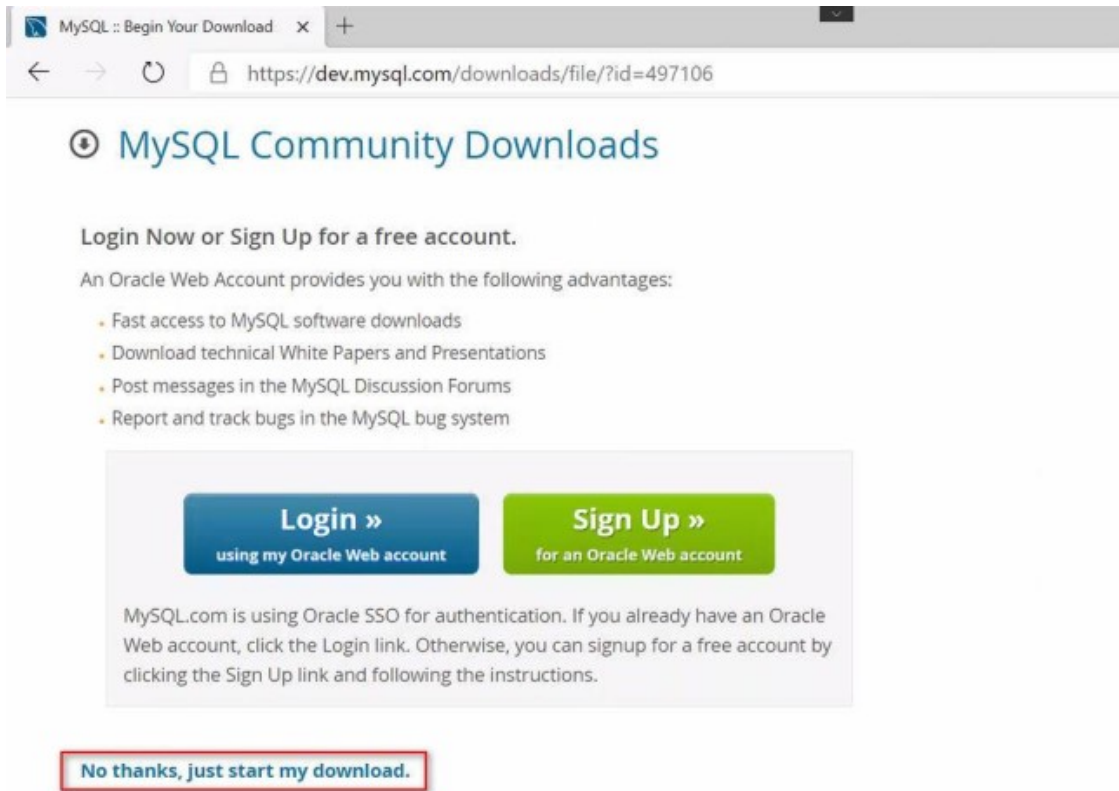 MySQL :: Begin Your Download
https://dev.mysql.com/downloads/file/?id=497106
MySQL Community Downloads
Login Now or Sign Up for a free account.
An Oracle Web Account provides you with the following advantages:
Fast access to MySQL software downloads
Download technical White Papers and Presentations
Post messages in the MySQL Discussion Forums
Report and track bugs in the MySQL bug system
Login »
using my Oracle Web account
Sign Up »
for an Oracle Web account
MySQL.com is using Oracle SSO for authentication. If you already have an Oracle
Web account, click the Login link. Otherwise, you can signup for a free account by
clicking the Sign Up link and following the instructions.
No thanks, just start my download.